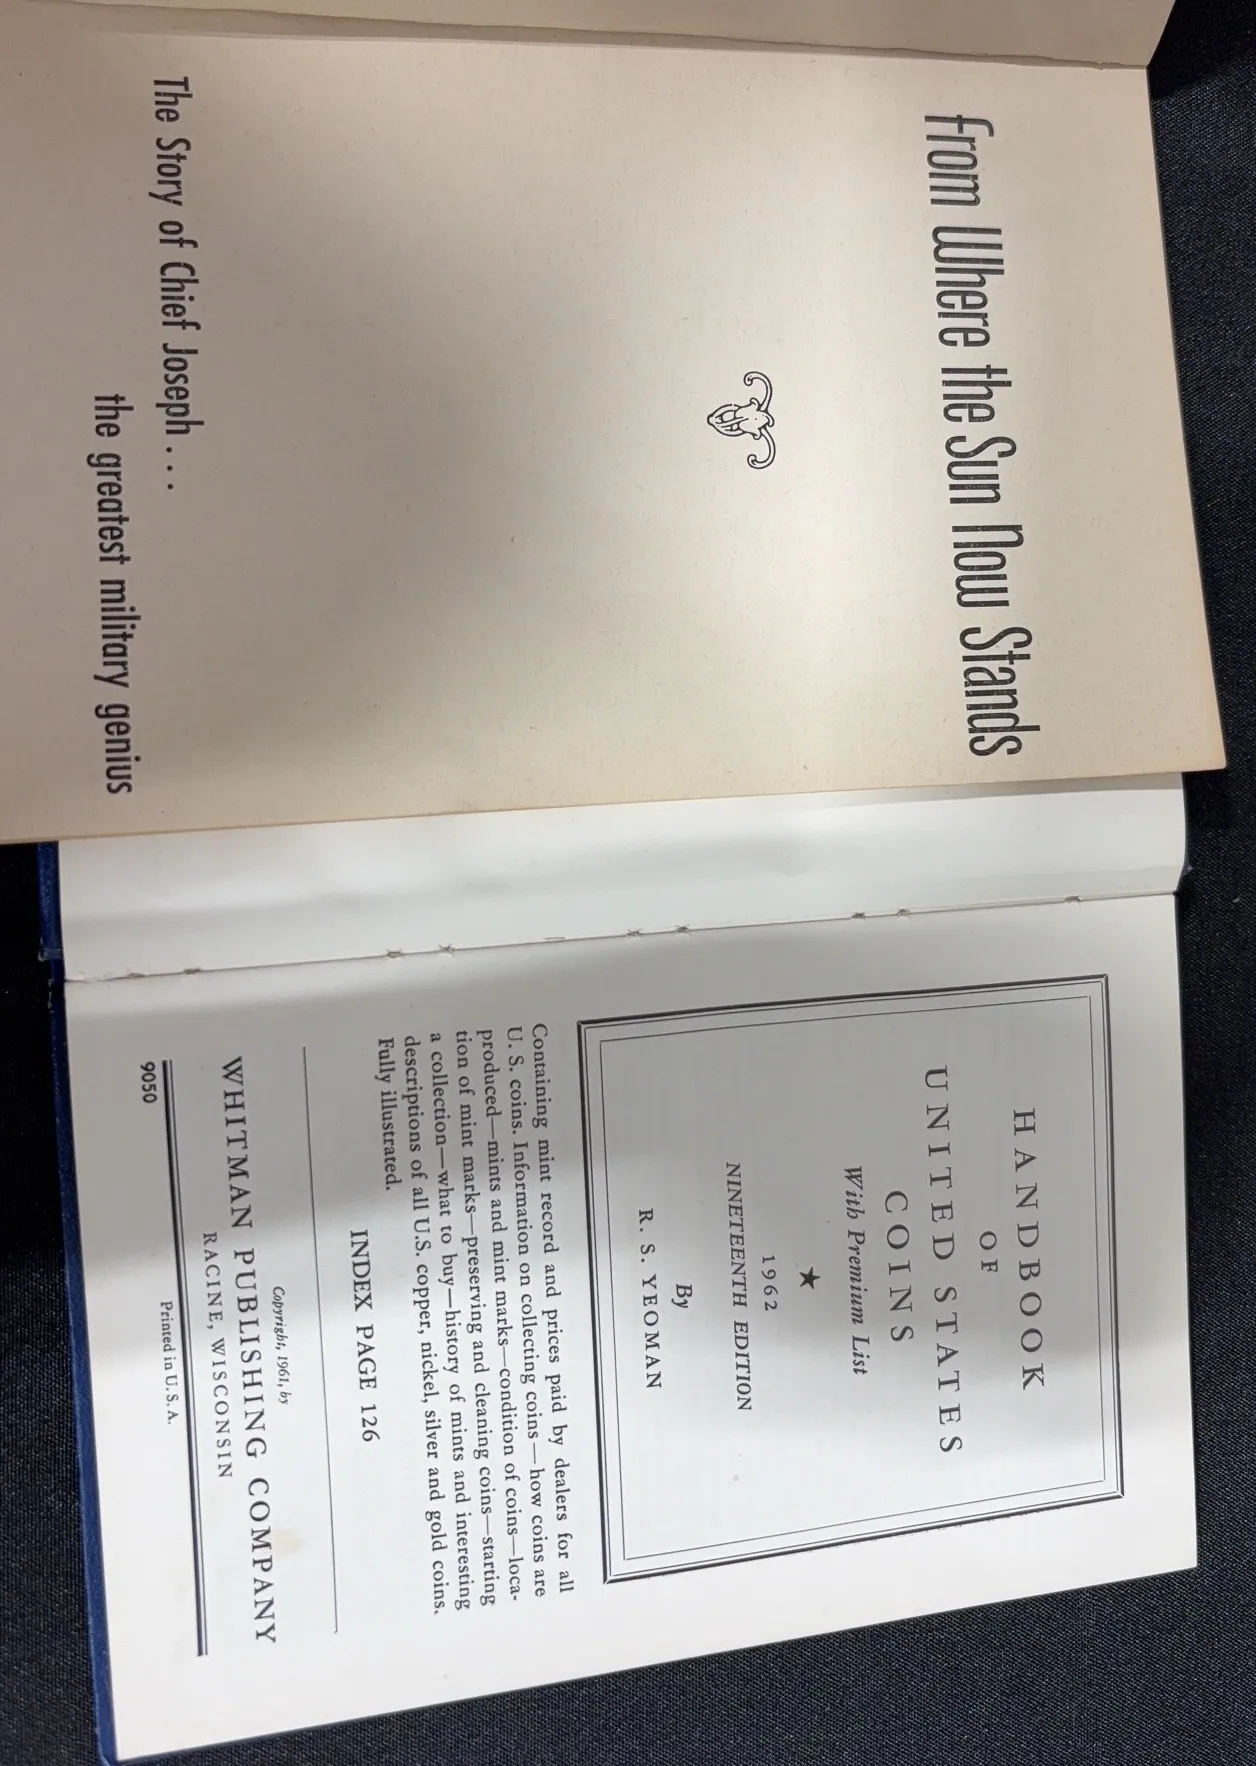 From Where the Sun Now Stands
The Story of Chief Joseph...
the greatest military genius
HANDBOOK
OF
UNITED STATES
COINS
With Premium List
★
1962
NINETEENTH EDITION
By
R. S. YEOMAN
Containing mint record and prices paid by dealers for all
U. S. coins. Information on collecting coins—how coins are
produced—mints and mint marks—condition of coins—loca-
tion of mint marks—preserving and cleaning coins—starting
a collection—what to buy—history of mints and interesting
descriptions of all U.S. copper, nickel, silver and gold coins.
Fully illustrated.
INDEX PAGE 126
Copyright, 1961, by
WHITMAN PUBLISHING COMPANY
RACINE, WISCONSIN
Printed in U.S.A.
9050